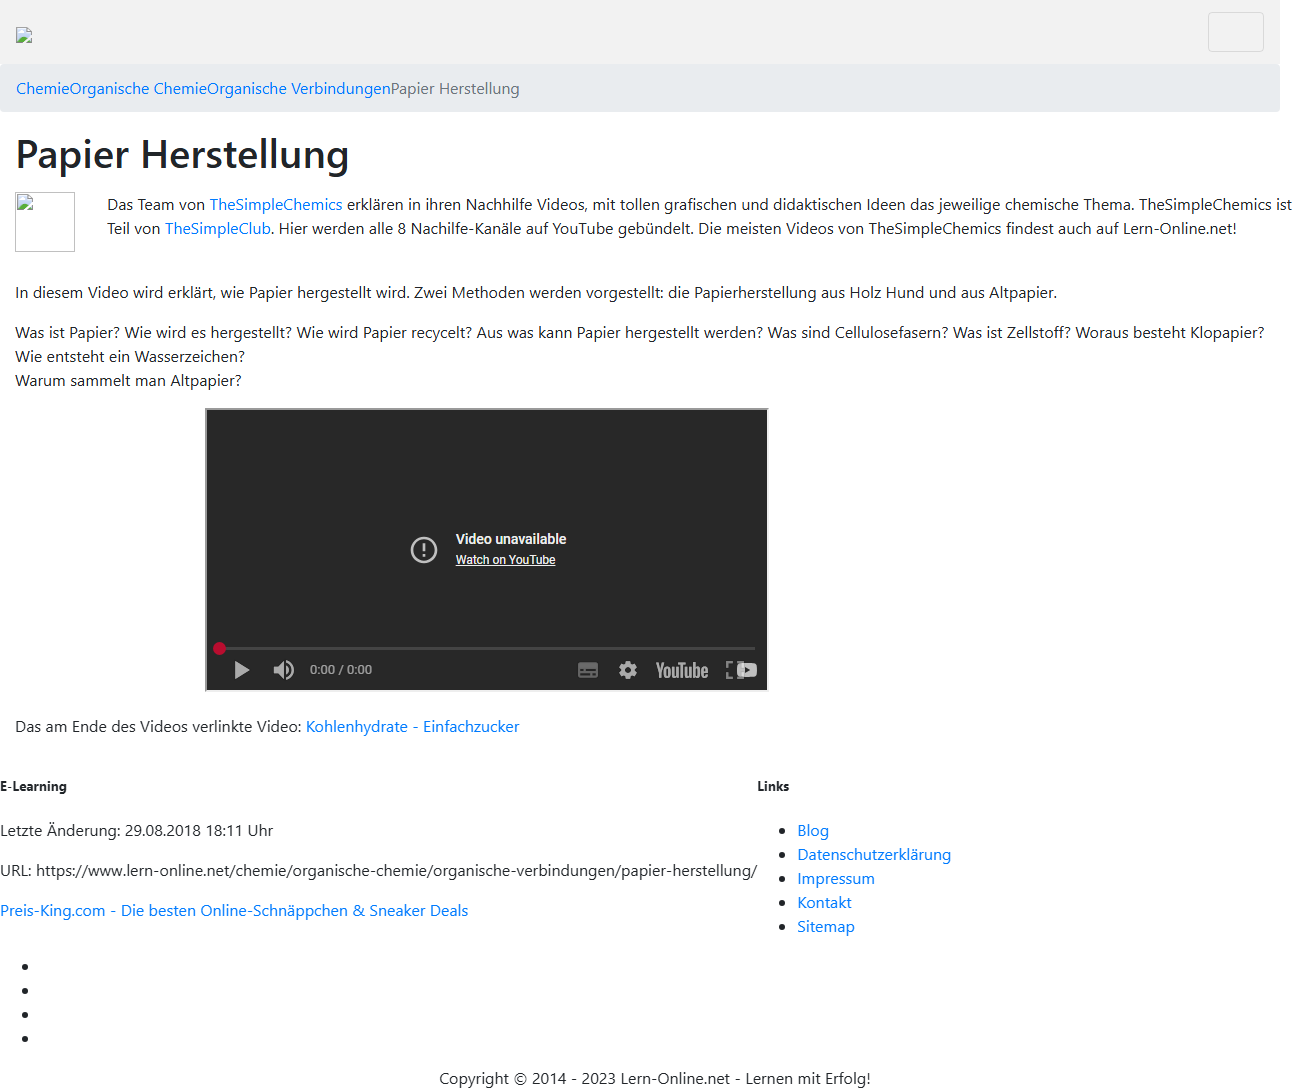 ChemieOrganische ChemieOrganische VerbindungenPapier Herstellung
Papier Herstellung
Das Team von TheSimpleChemics erklären in ihren Nachhilfe Videos, mit tollen grafischen und didaktischen Ideen das jeweilige chemische Thema. TheSimpleChemics ist
Teil von TheSimpleClub. Hier werden alle 8 Nachilfe-Kanäle auf YouTube gebündelt. Die meisten Videos von TheSimpleChemics findest auch auf Lern-Online.net!
In diesem Video wird erklärt, wie Papier hergestellt wird. Zwei Methoden werden vorgestellt: die Papierherstellung aus Holz Hund und aus Altpapier.
Was ist Papier? Wie wird es hergestellt? Wie wird Papier recycelt? Aus was kann Papier hergestellt werden? Was sind Cellulosefasern? Was ist Zellstoff? Woraus besteht Klopapier?
Wie entsteht ein Wasserzeichen?
Warum sammelt man Altpapier?
Video unavailable
Watch on YouTube
0:00 / 0:00
YouTube
Das am Ende des Videos verlinkte Video: Kohlenhydrate - Einfachzucker
E-Learning
Letzte Änderung: 29.08.2018 18:11 Uhr
URL: https://www.lern-online.net/chemie/organische-chemie/organische-verbindungen/papier-herstellung/
Preis-King.com - Die besten Online-Schnäppchen & Sneaker Deals
Links
Blog
Datenschutzerklärung
Impressum
Kontakt
Sitemap
Copyright © 2014 - 2023 Lern-Online.net - Lernen mit Erfolg!